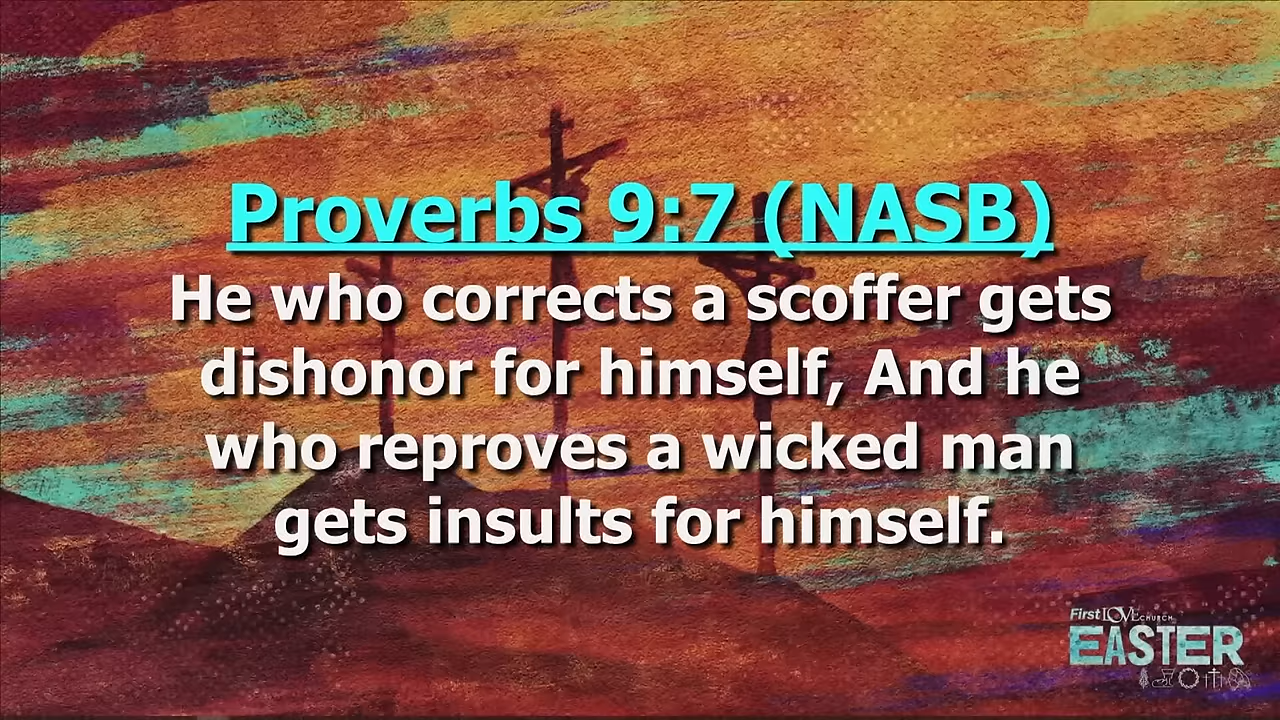 Proverbs 9:7 (NASB)
He who corrects a scoffer gets
dishonor for himself, And he
who reproves a wicked man
gets insults for himself.
First LOVE CHURCH
EASTER